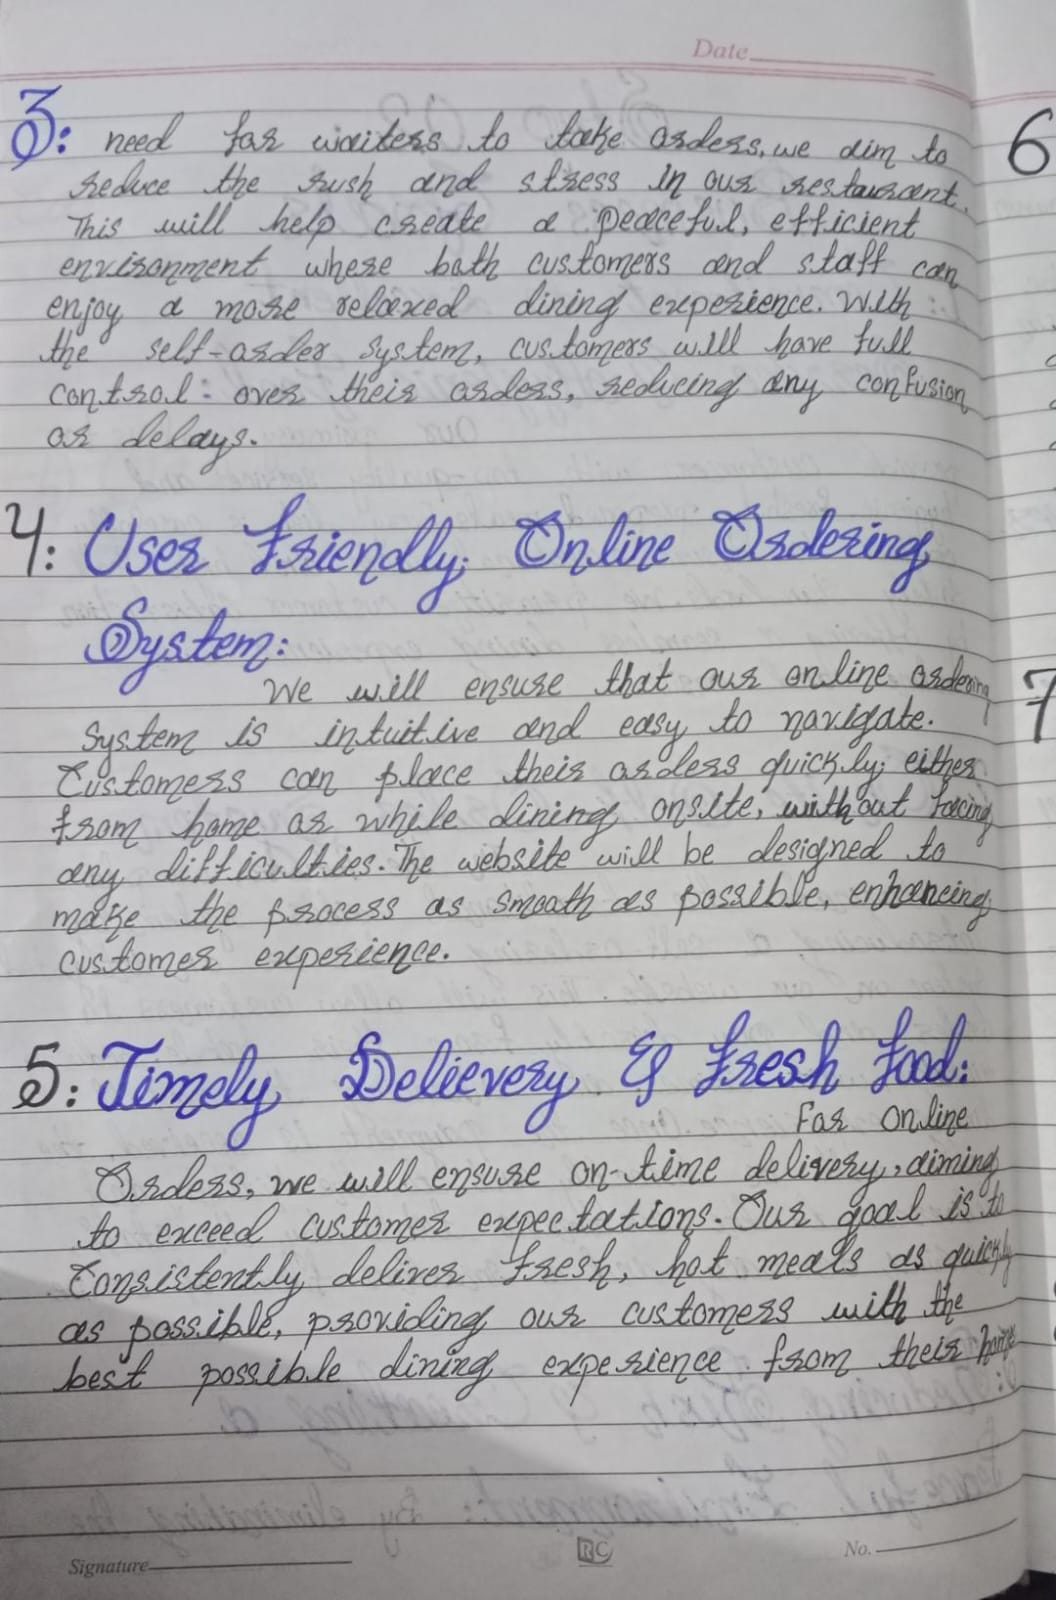 Date
3: need for waiters to take orders, we aim to
reduce the rush and stress in our restaurant.
This will help create a peaceful, efficient
environment where both customers and staff can
enjoy a more relaxed dining experience. With
the self-order system, customers will have full
control: over their orders, reducing any confusion
or delays.
4: User Friendly, Online Ordering
System:
We will ensure that our online ordering
system is intuitive and easy to navigate.
Customers can place their orders quickly, either
from home or while dining onsite, without facing
any difficulties. The website will be designed to
make the process as smooth as possible, enhancing
customer experience.
5: Timely Delievery & Fresh Food:
For Online
Orders, we will ensure on-time delivery, aiming
to exceed customer expectations. Our goal is to
Consistently deliver fresh, hot meals as quickly
as possible, providing our customers with the
best possible dining experience from their home
Signature
RC
No.
6
7